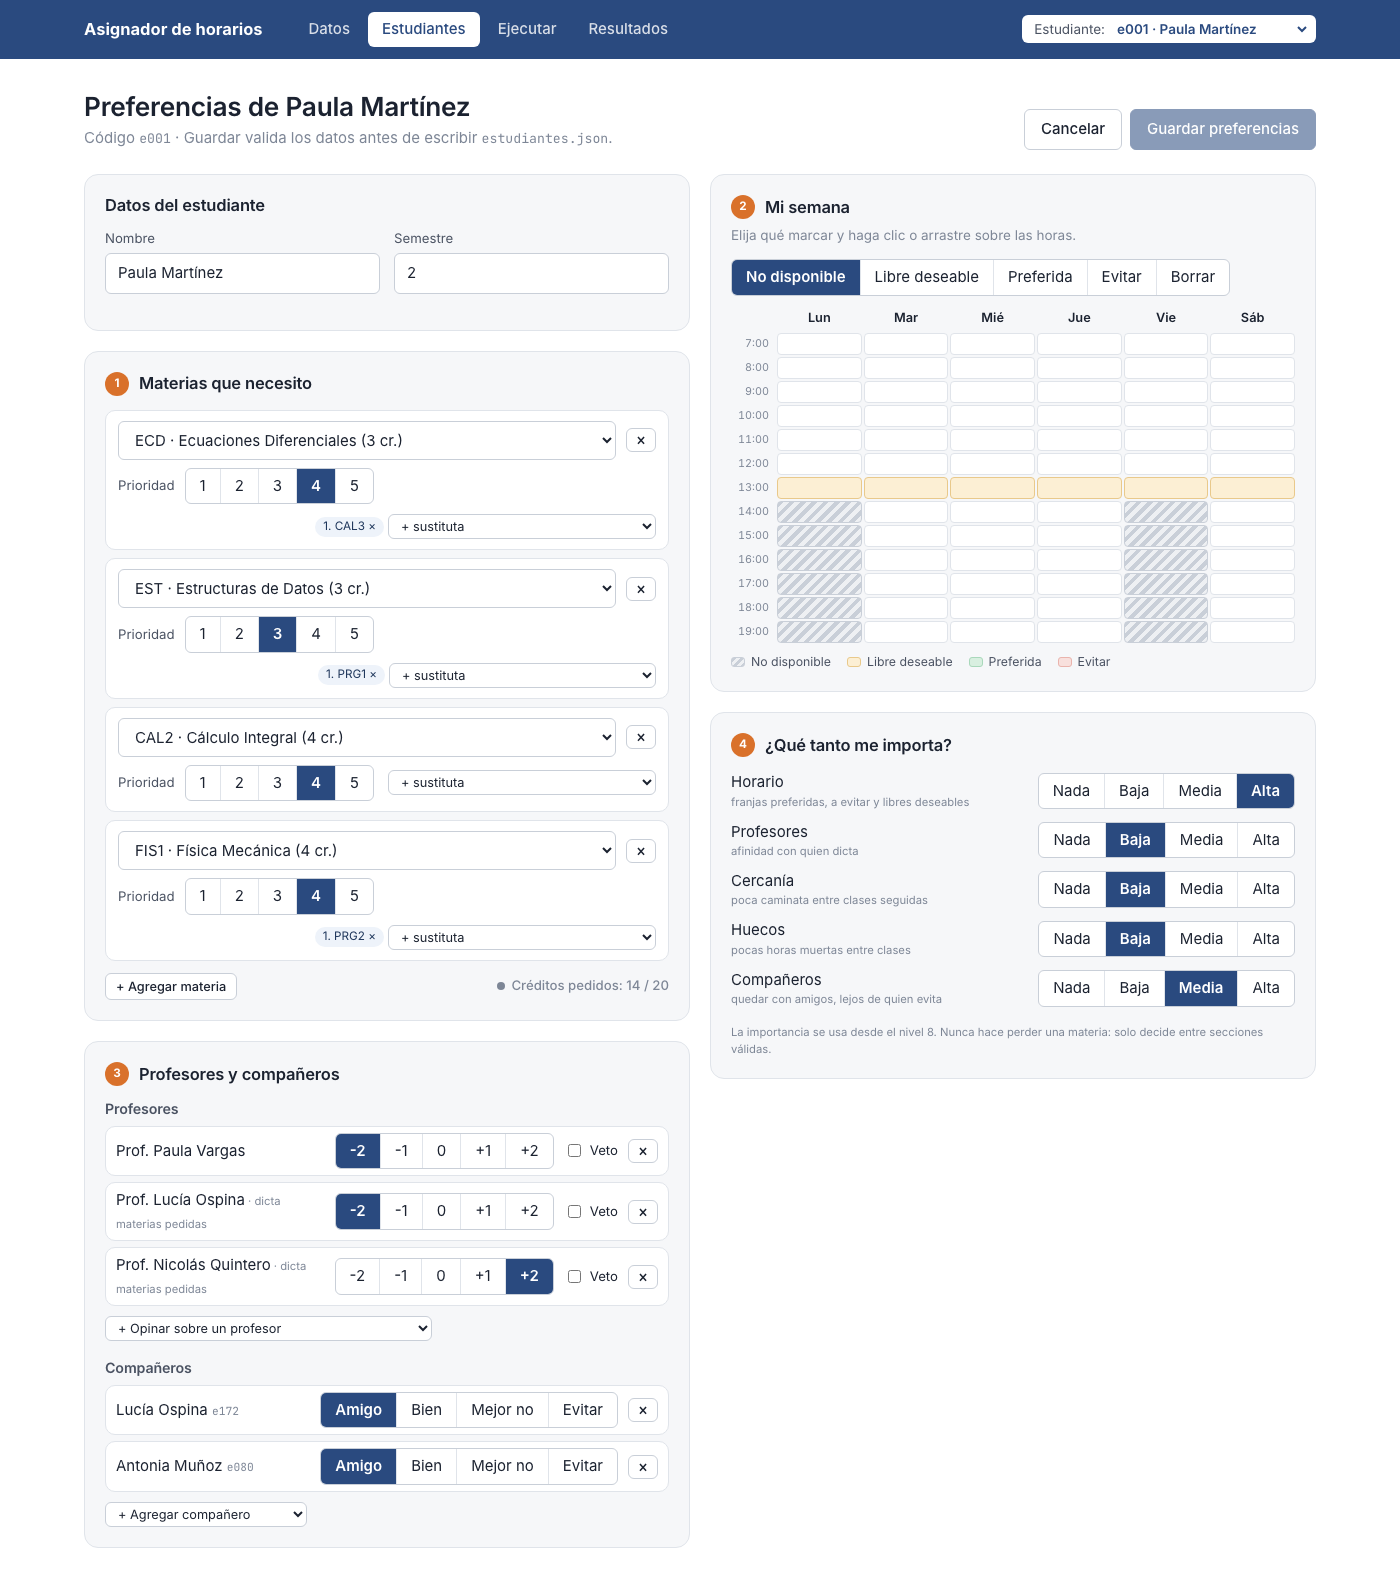 Asignador de horarios
Datos
Estudiantes
Ejecutar
Resultados
Estudiante: e001 · Paula Martínez
Preferencias de Paula Martínez
Código e001 · Guardar valida los datos antes de escribir estudiantes.json.
Cancelar
Guardar preferencias
Datos del estudiante
Nombre
Semestre
Paula Martínez
2
1 Materias que necesito
ECD · Ecuaciones Diferenciales (3 cr.)
×
Prioridad 1 2 3 4 5
1. CAL3 ×
+ sustituta
EST · Estructuras de Datos (3 cr.)
×
Prioridad 1 2 3 4 5
1. PRG1 ×
+ sustituta
CAL2 · Cálculo Integral (4 cr.)
×
Prioridad 1 2 3 4 5
+ sustituta
FIS1 · Física Mecánica (4 cr.)
×
Prioridad 1 2 3 4 5
1. PRG2 ×
+ sustituta
+ Agregar materia
Créditos pedidos: 14 / 20
3 Profesores y compañeros
Profesores
Prof. Paula Vargas
-2 -1 0 +1 +2
Veto ×
Prof. Lucía Ospina · dicta
materias pedidas
-2 -1 0 +1 +2
Veto ×
Prof. Nicolás Quintero · dicta
materias pedidas
-2 -1 0 +1 +2
Veto ×
+ Opinar sobre un profesor
Compañeros
Lucía Ospina e172
Amigo Bien Mejor no Evitar ×
Antonia Muñoz e080
Amigo Bien Mejor no Evitar ×
+ Agregar compañero
2 Mi semana
Elija qué marcar y haga clic o arrastre sobre las horas.
No disponible Libre deseable Preferida Evitar Borrar
Lun Mar Mié Jue Vie Sáb
7:00
8:00
9:00
10:00
11:00
12:00
13:00
14:00
15:00
16:00
17:00
18:00
19:00
No disponible Libre deseable Preferida Evitar
4 ¿Qué tanto me importa?
Horario
franjas preferidas, a evitar y libres deseables
Nada Baja Media Alta
Profesores
afinidad con quien dicta
Nada Baja Media Alta
Cercanía
poca caminata entre clases seguidas
Nada Baja Media Alta
Huecos
pocas horas muertas entre clases
Nada Baja Media Alta
Compañeros
quedar con amigos, lejos de quien evita
Nada Baja Media Alta
La importancia se usa desde el nivel 8. Nunca hace perder una materia: solo decide entre secciones
válidas.